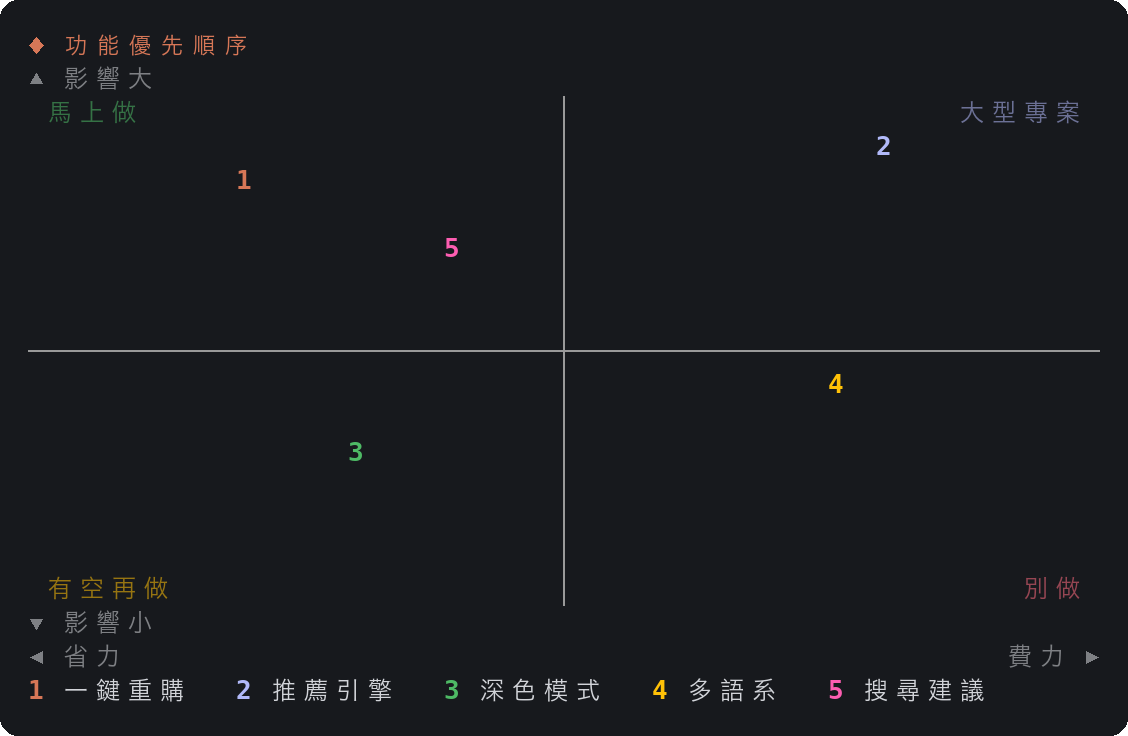 ◆ 功能優先順序
▲ 影響大
馬上做 大型專案
2
1
5
4
3
有空再做 別做
▼ 影響小
◀ 省力 費力 ▶
1 一鍵重購 2 推薦引擎 3 深色模式 4 多語系 5 搜尋建議